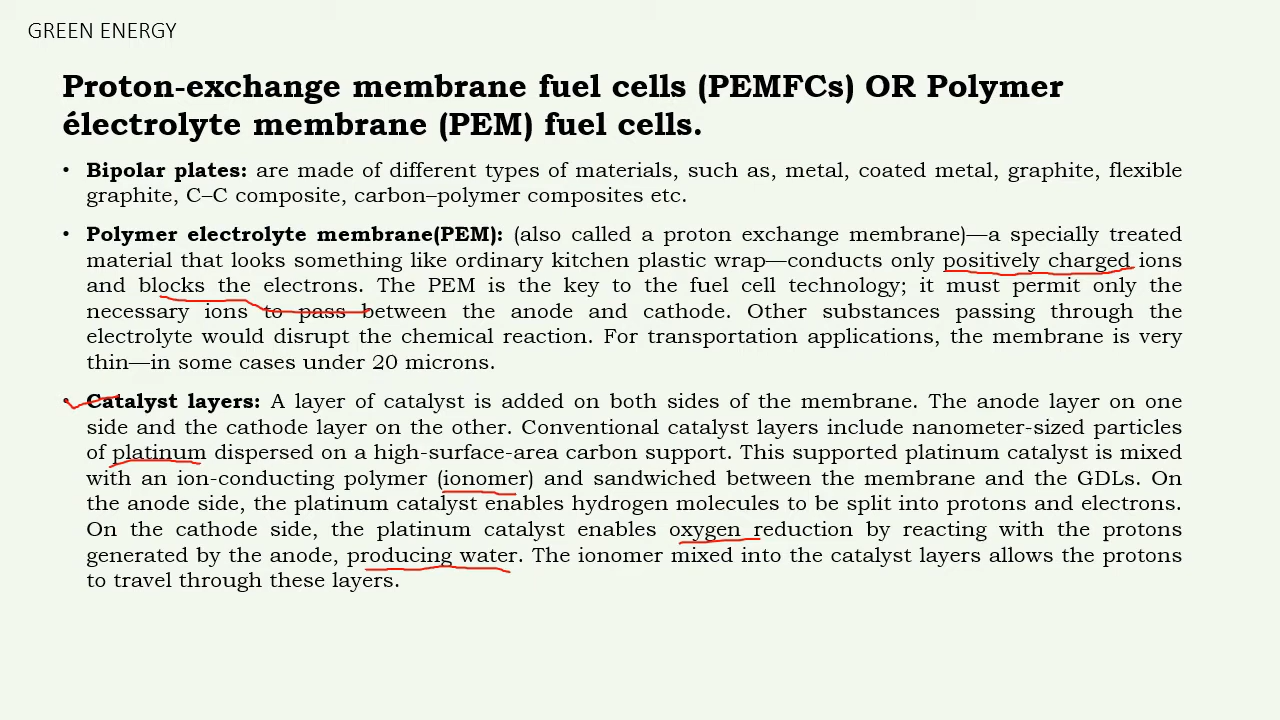 GREEN ENERGY
Proton-exchange membrane fuel cells (PEMFCs) OR Polymer
électrolyte membrane (PEM) fuel cells.
• Bipolar plates: are made of different types of materials, such as, metal, coated metal, graphite, flexible
graphite, C–C composite, carbon–polymer composites etc.
• Polymer electrolyte membrane(PEM): (also called a proton exchange membrane)—a specially treated
material that looks something like ordinary kitchen plastic wrap—conducts only positively charged ions
and blocks the electrons. The PEM is the key to the fuel cell technology; it must permit only the
necessary ions to pass between the anode and cathode. Other substances passing through the
electrolyte would disrupt the chemical reaction. For transportation applications, the membrane is very
thin—in some cases under 20 microns.
• Catalyst layers: A layer of catalyst is added on both sides of the membrane. The anode layer on one
side and the cathode layer on the other. Conventional catalyst layers include nanometer-sized particles
of platinum dispersed on a high-surface-area carbon support. This supported platinum catalyst is mixed
with an ion-conducting polymer (ionomer) and sandwiched between the membrane and the GDLs. On
the anode side, the platinum catalyst enables hydrogen molecules to be split into protons and electrons.
On the cathode side, the platinum catalyst enables oxygen reduction by reacting with the protons
generated by the anode, producing water. The ionomer mixed into the catalyst layers allows the protons
to travel through these layers.